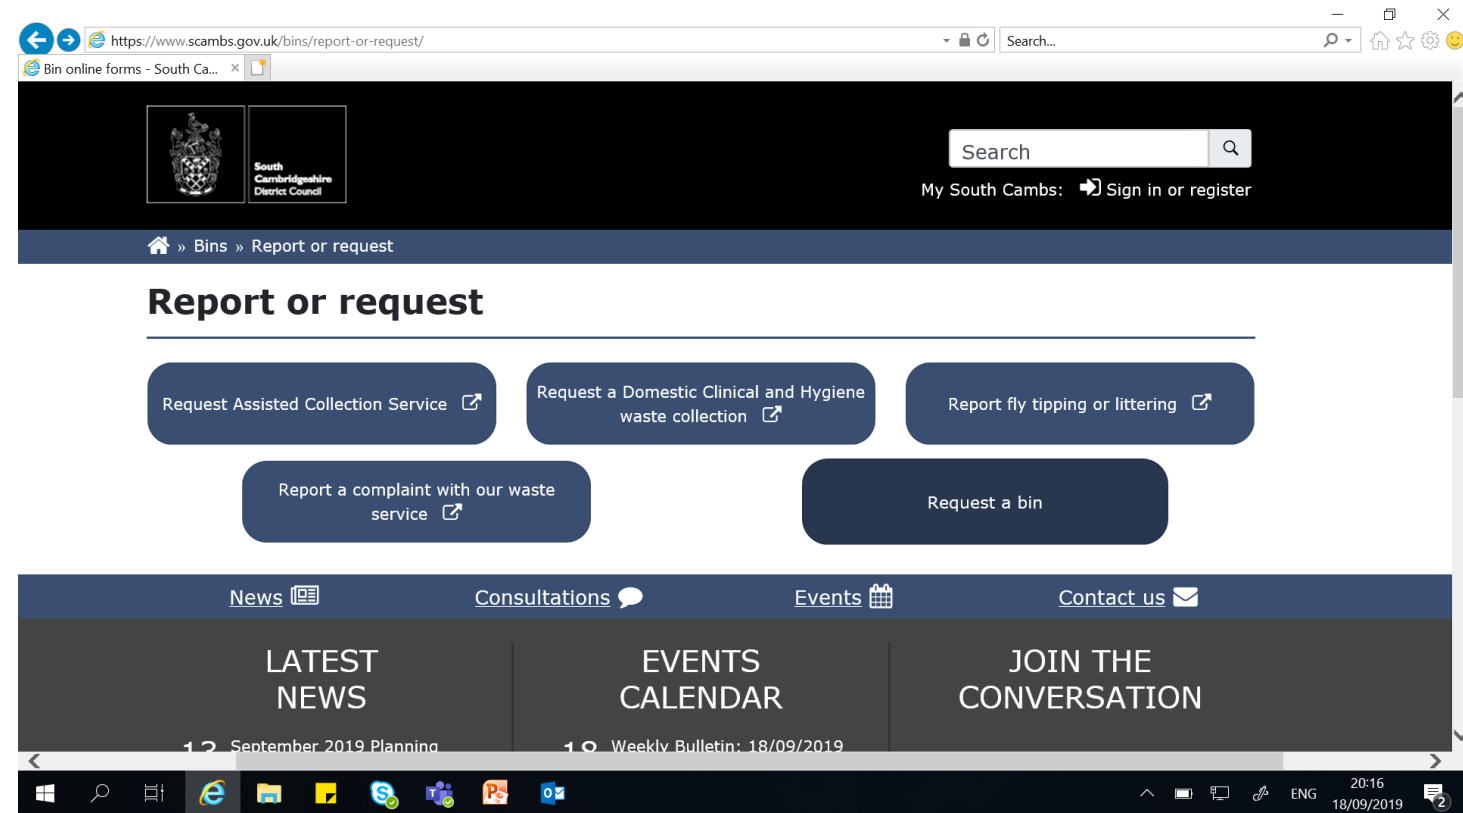 https://www.scambs.gov.uk/bins/report-or-request/
Search...
Bin online forms - South Ca...
South
Cambridgeshire
District Council
Search
My South Cambs: Sign in or register
» Bins » Report or request
Report or request
Request Assisted Collection Service
Request a Domestic Clinical and Hygiene
waste collection
Report fly tipping or littering
Report a complaint with our waste
service
Request a bin
News
Consultations
Events
Contact us
LATEST
NEWS
EVENTS
CALENDAR
JOIN THE
CONVERSATION
13 September 2019 Planning
18 Weekly Bulletin: 18/09/2019
ENG
20:16
18/09/2019
2